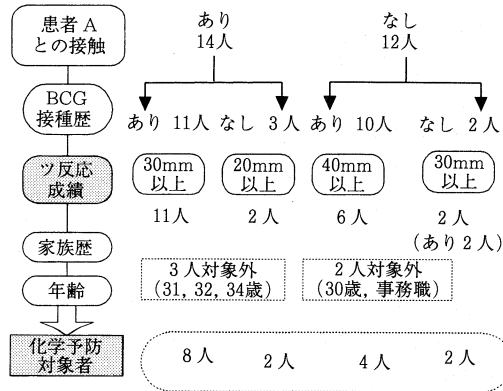 患者A
との接触
あり
14人
なし
12人
BCG
接種歴
あり 11人 なし 3人 あり 10人 なし 2人
ツ反応
成績
30mm
以上
20mm
以上
40mm
以上
30mm
以上
11人 2人 6人 2人
(あり2人)
家族歴
3人対象外
(31, 32, 34歳)
2人対象外
(30歳, 事務職)
年齢
化学予防
対象者
8人 2人 4人 2人